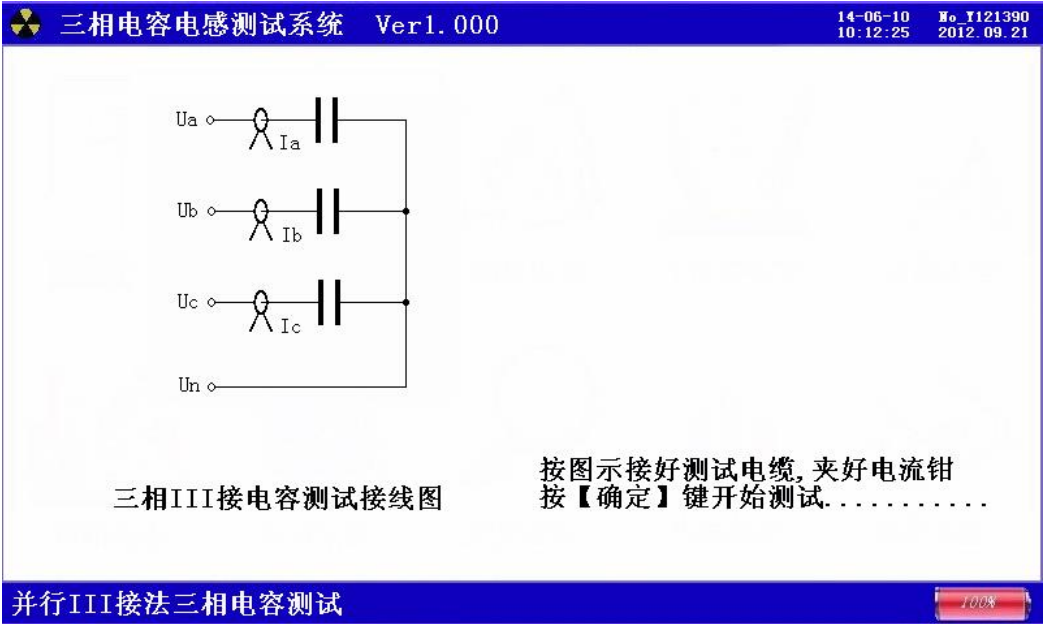 三相电容电感测试系统 Ver1.000
14-06-10 No_Y121390
10:12:25 2012.09.21
Ua
Ia
Ub
Ib
Uc
Ic
Un
三相III接电容测试接线图
按图示接好测试电缆,夹好电流钳
按【确定】键开始测试...........
并行III接法三相电容测试
100%